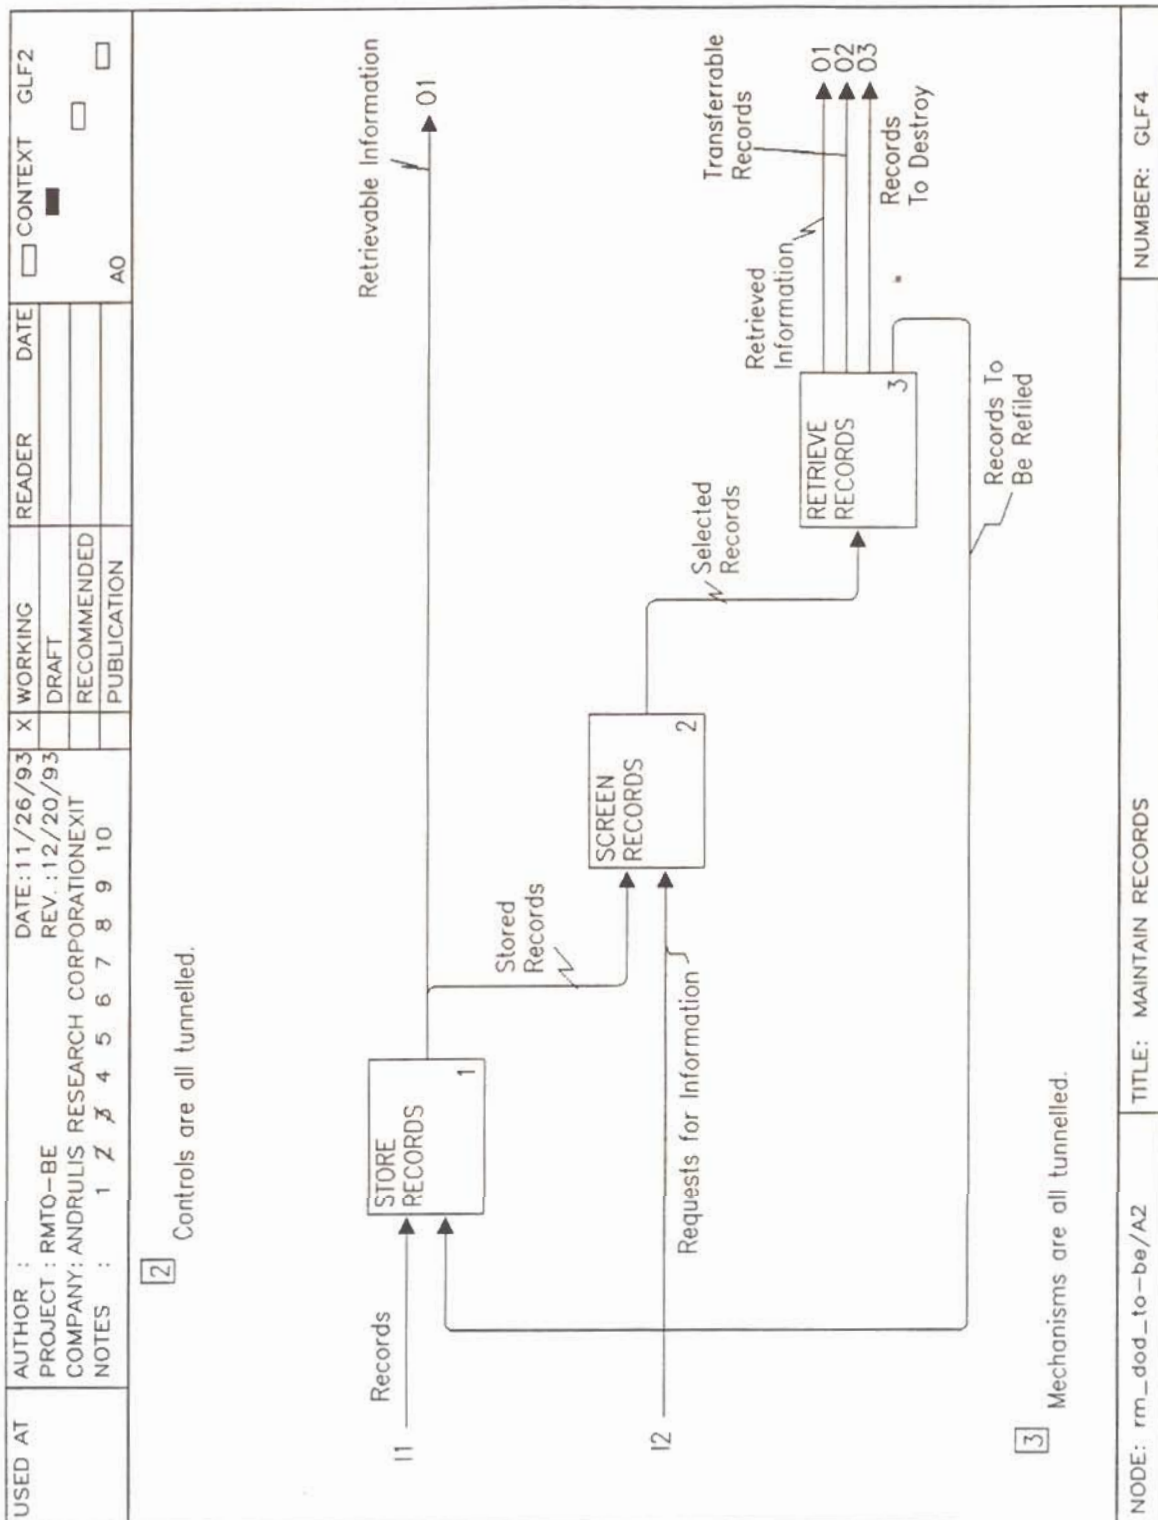 USED AT
AUTHOR :
PROJECT : RMTO-BE
COMPANY: ANDRULIS RESEARCH CORPORATIONEXIT
NOTES : 1 2 3 4 5 6 7 8 9 10
DATE: 11/26/93
REV. : 12/20/93
X WORKING
DRAFT
RECOMMENDED
PUBLICATION
READER DATE
CONTEXT GLF2
A0
2 Controls are all tunnelled.
Retrievable Information
O1
I1
Records
STORE
RECORDS
1
Stored
Records
I2
Requests for Information
SCREEN
RECORDS
2
Selected
Records
RETRIEVE
RECORDS
3
Retrieved
Information
Transferrable
Records
O1
O2
O3
Records
To Destroy
Records To
Be Refiled
3 Mechanisms are all tunnelled.
NODE: rm_dod_to-be/A2
TITLE: MAINTAIN RECORDS
NUMBER: GLF4